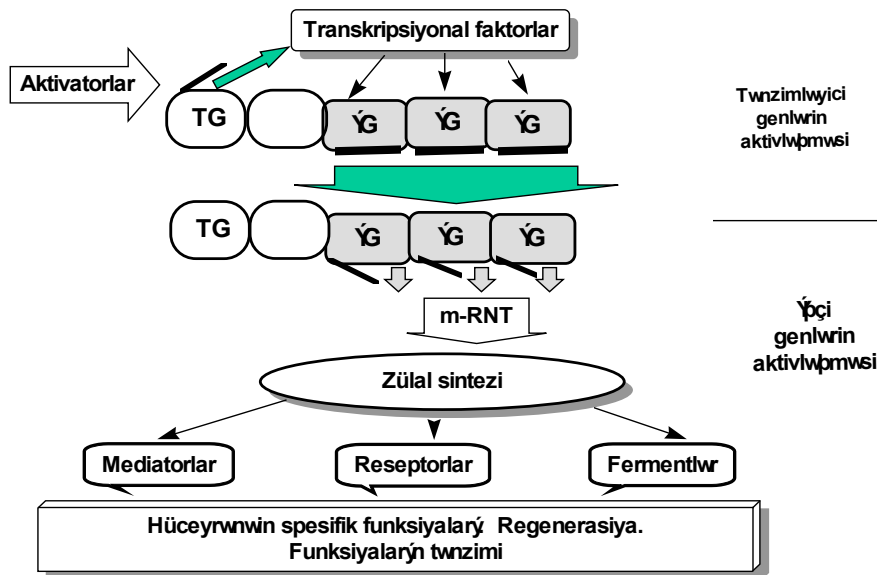 Transkripsiyonal faktorlar
Aktivatorlar
TG
ÝG
ÝG
ÝG
Twnzimlwyici
genlwrin
aktivlwþmwsi
TG
ÝG
ÝG
ÝG
m-RNT
Ýþçi
genlwrin
aktivlwþmwsi
Zülal sintezi
Mediatorlar
Reseptorlar
Fermentlwr
Hüceyrwnwin spesifik funksiyalarý. Regenerasiya.
Funksiyalarýn twnzimi